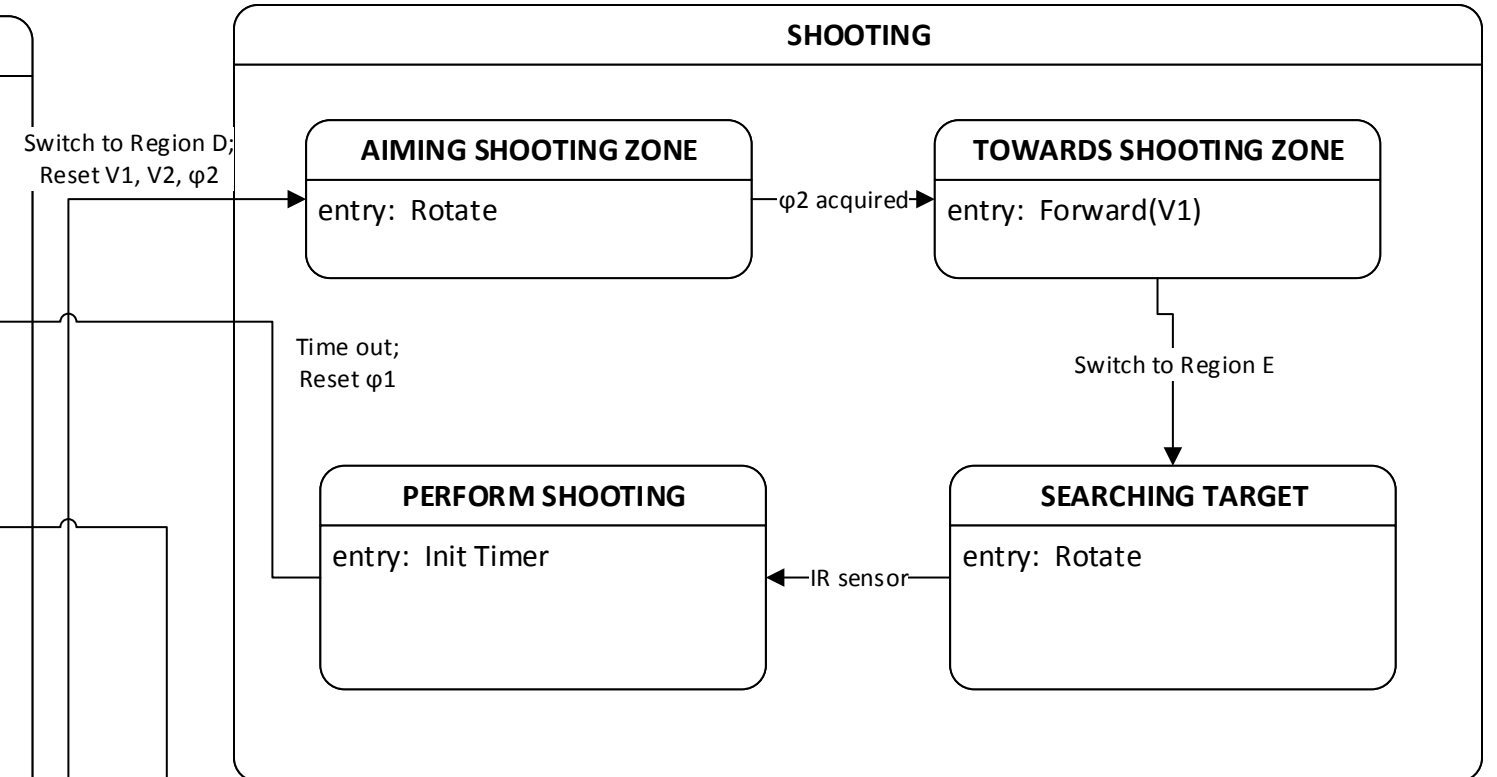 SHOOTING
Switch to Region D;
Reset V1, V2, φ2
AIMING SHOOTING ZONE
entry: Rotate
φ2 acquired
TOWARDS SHOOTING ZONE
entry: Forward(V1)
Time out;
Reset φ1
Switch to Region E
PERFORM SHOOTING
entry: Init Timer
IR sensor
SEARCHING TARGET
entry: Rotate